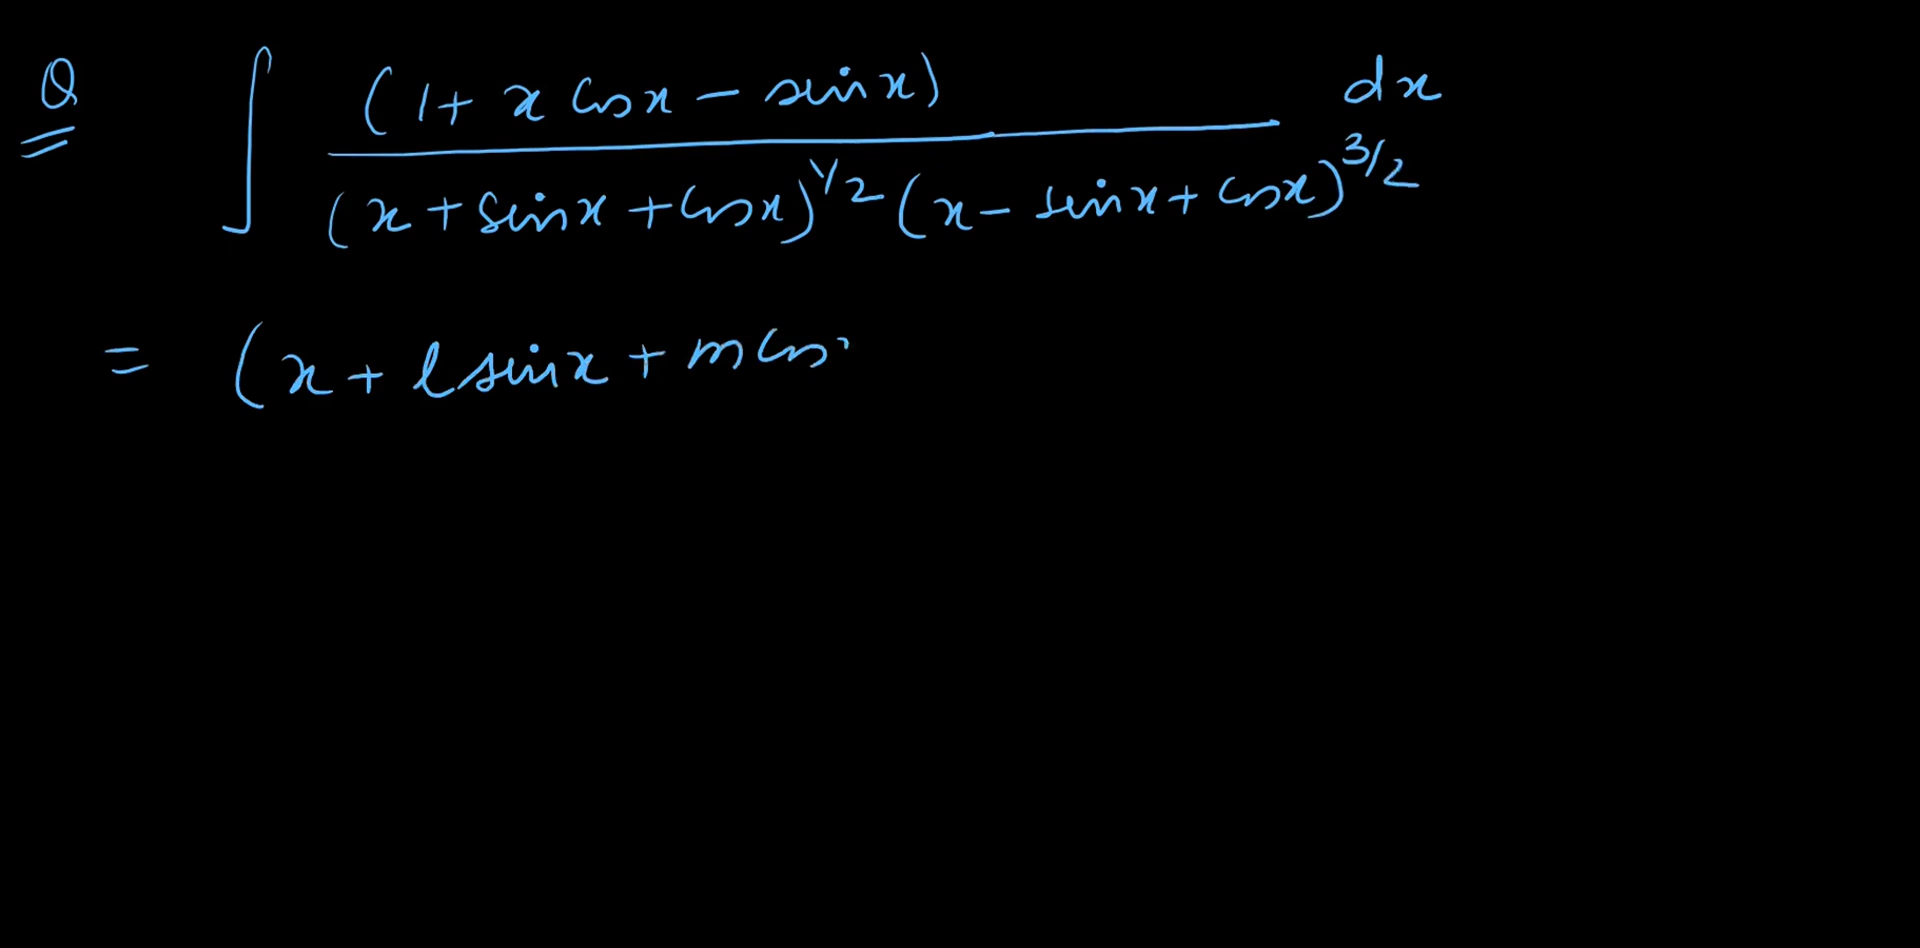 Q ∫ (1 + x cos x − sin x) / (x + sin x + cos x)^1/2 (x − sin x + cos x)^3/2 dx
= (x + l sin x + m cos